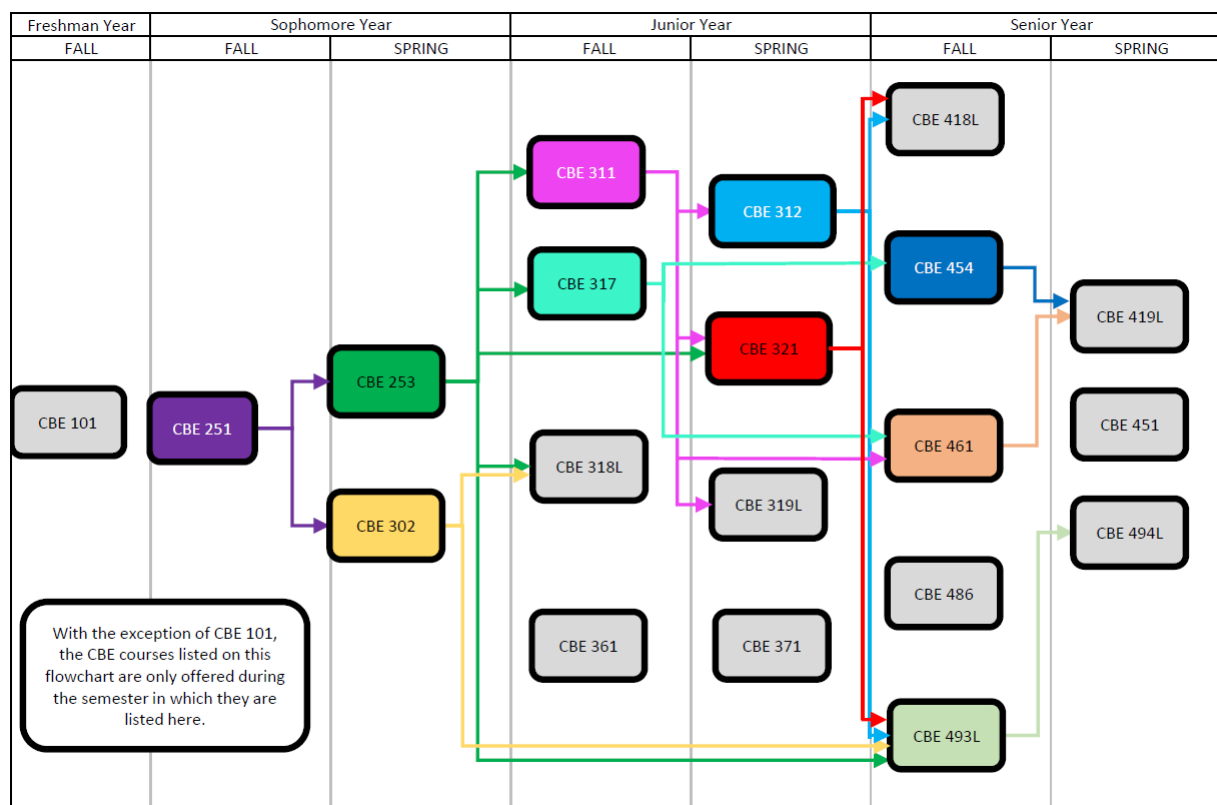 Freshman Year
Sophomore Year
Junior Year
Senior Year
FALL
FALL
SPRING
FALL
SPRING
FALL
SPRING
CBE 418L
CBE 311
CBE 312
CBE 317
CBE 454
CBE 419L
CBE 321
CBE 253
CBE 101
CBE 251
CBE 461
CBE 451
CBE 318L
CBE 319L
CBE 302
CBE 494L
CBE 486
CBE 361
CBE 371
CBE 493L
With the exception of CBE 101,
the CBE courses listed on this
flowchart are only offered during
the semester in which they are
listed here.